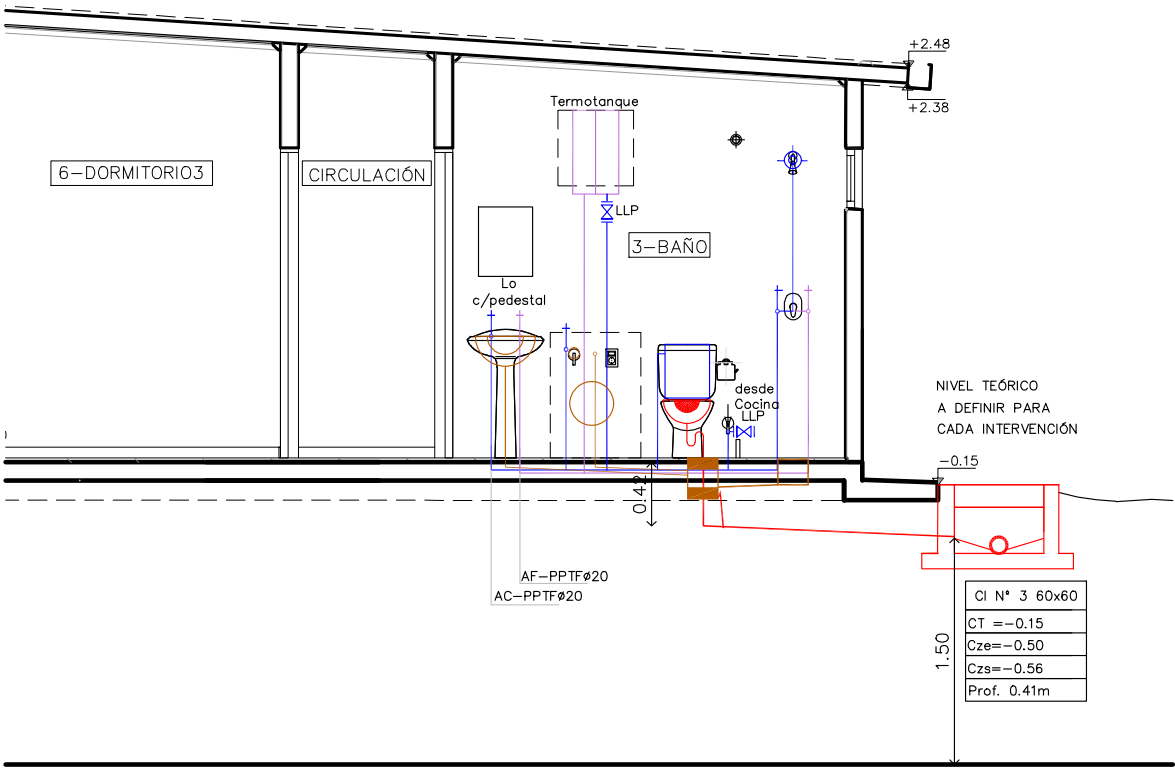 +2.48
+2.38
Termotanque
6-DORMITORIO3
CIRCULACIÓN
LLP
3-BAÑO
Lo
c/pedestal
desde
Cocina
LLP
NIVEL TEÓRICO
A DEFINIR PARA
CADA INTERVENCIÓN
-0.15
0.42
AF-PPTFø20
AC-PPTFø20
1.50
CI N° 3 60x60
CT =-0.15
Cze=-0.50
Czs=-0.56
Prof. 0.41m